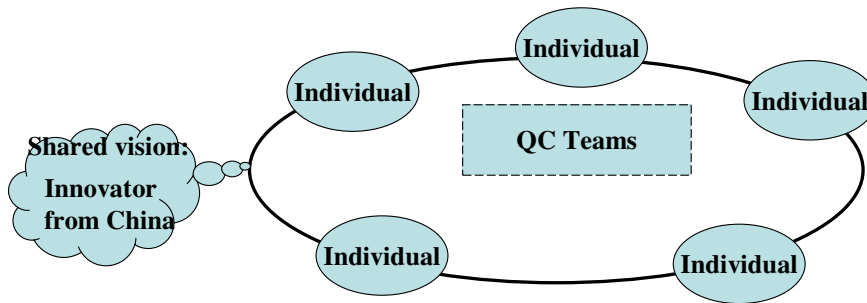 Individual
Individual
Individual
QC Teams
Shared vision:
Innovator
from China
Individual
Individual